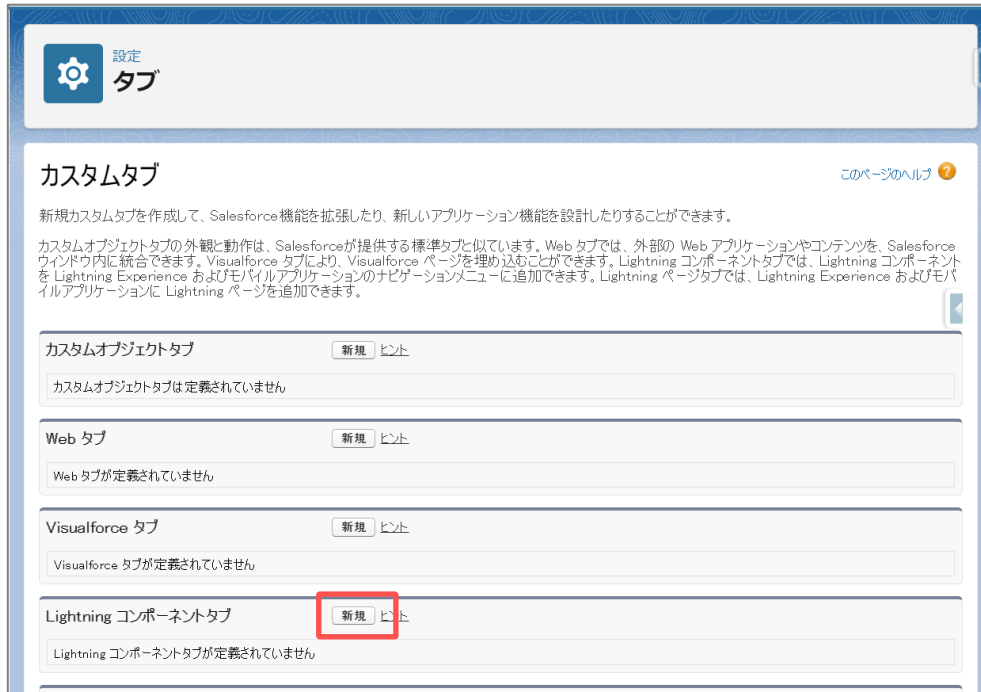 設定
タブ
カスタムタブ
このページのヘルプ
新規カスタムタブを作成して、Salesforce機能を拡張したり、新しいアプリケーション機能を設計したりすることができます。
カスタムオブジェクトタブの外観と動作は、Salesforceが提供する標準タブと似ています。Web タブでは、外部の Web アプリケーションやコンテンツを、Salesforce
ウィンドウ内に統合できます。Visualforce タブにより、Visualforce ページを埋め込むことができます。Lightning コンポーネントタブでは、Lightning コンポーネント
を Lightning Experience およびモバイルアプリケーションのナビゲーションメニューに追加できます。Lightning ページタブでは、Lightning Experience およびモバ
イルアプリケーションに Lightning ページを追加できます。
カスタムオブジェクトタブ 新規 ヒント
カスタムオブジェクトタブは定義されていません
Web タブ 新規 ヒント
Web タブが定義されていません
Visualforce タブ 新規 ヒント
Visualforce タブが定義されていません
Lightning コンポーネントタブ 新規 ヒント
Lightning コンポーネントタブが定義されていません